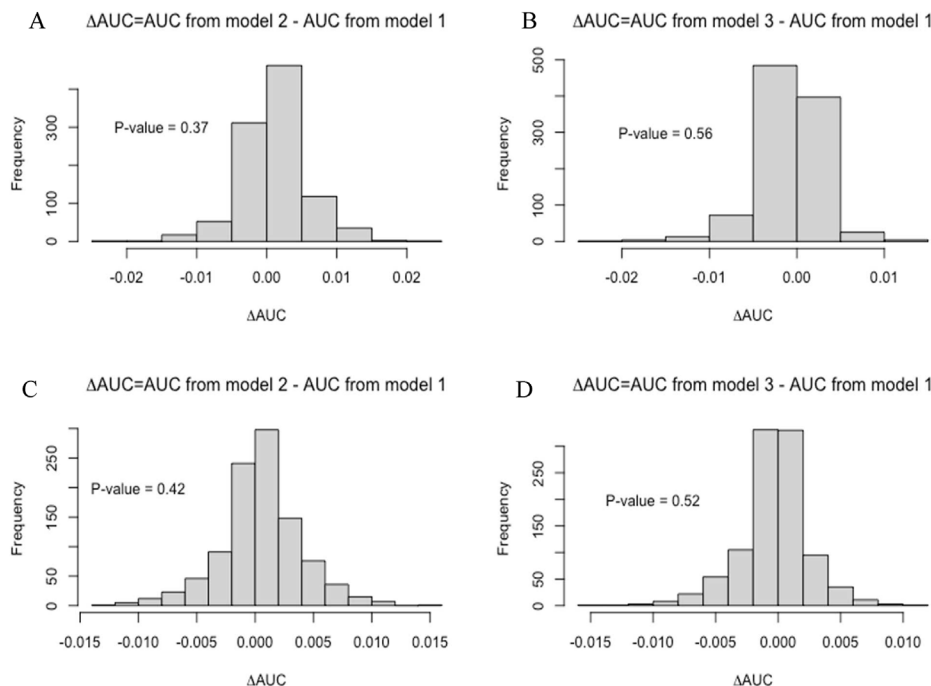 A
ΔAUC=AUC from model 2 - AUC from model 1
Frequency
300
100
0
P-value = 0.37
-0.02 -0.01 0.00 0.01 0.02
ΔAUC
B
ΔAUC=AUC from model 3 - AUC from model 1
Frequency
500
300
100
0
P-value = 0.56
-0.02 -0.01 0.00 0.01
ΔAUC
C
ΔAUC=AUC from model 2 - AUC from model 1
Frequency
250
150
50
0
P-value = 0.42
-0.015 -0.010 0.000 0.005 0.010 0.015
ΔAUC
D
ΔAUC=AUC from model 3 - AUC from model 1
Frequency
250
150
50
0
P-value = 0.52
-0.015 -0.010 -0.005 0.000 0.005 0.010
ΔAUC